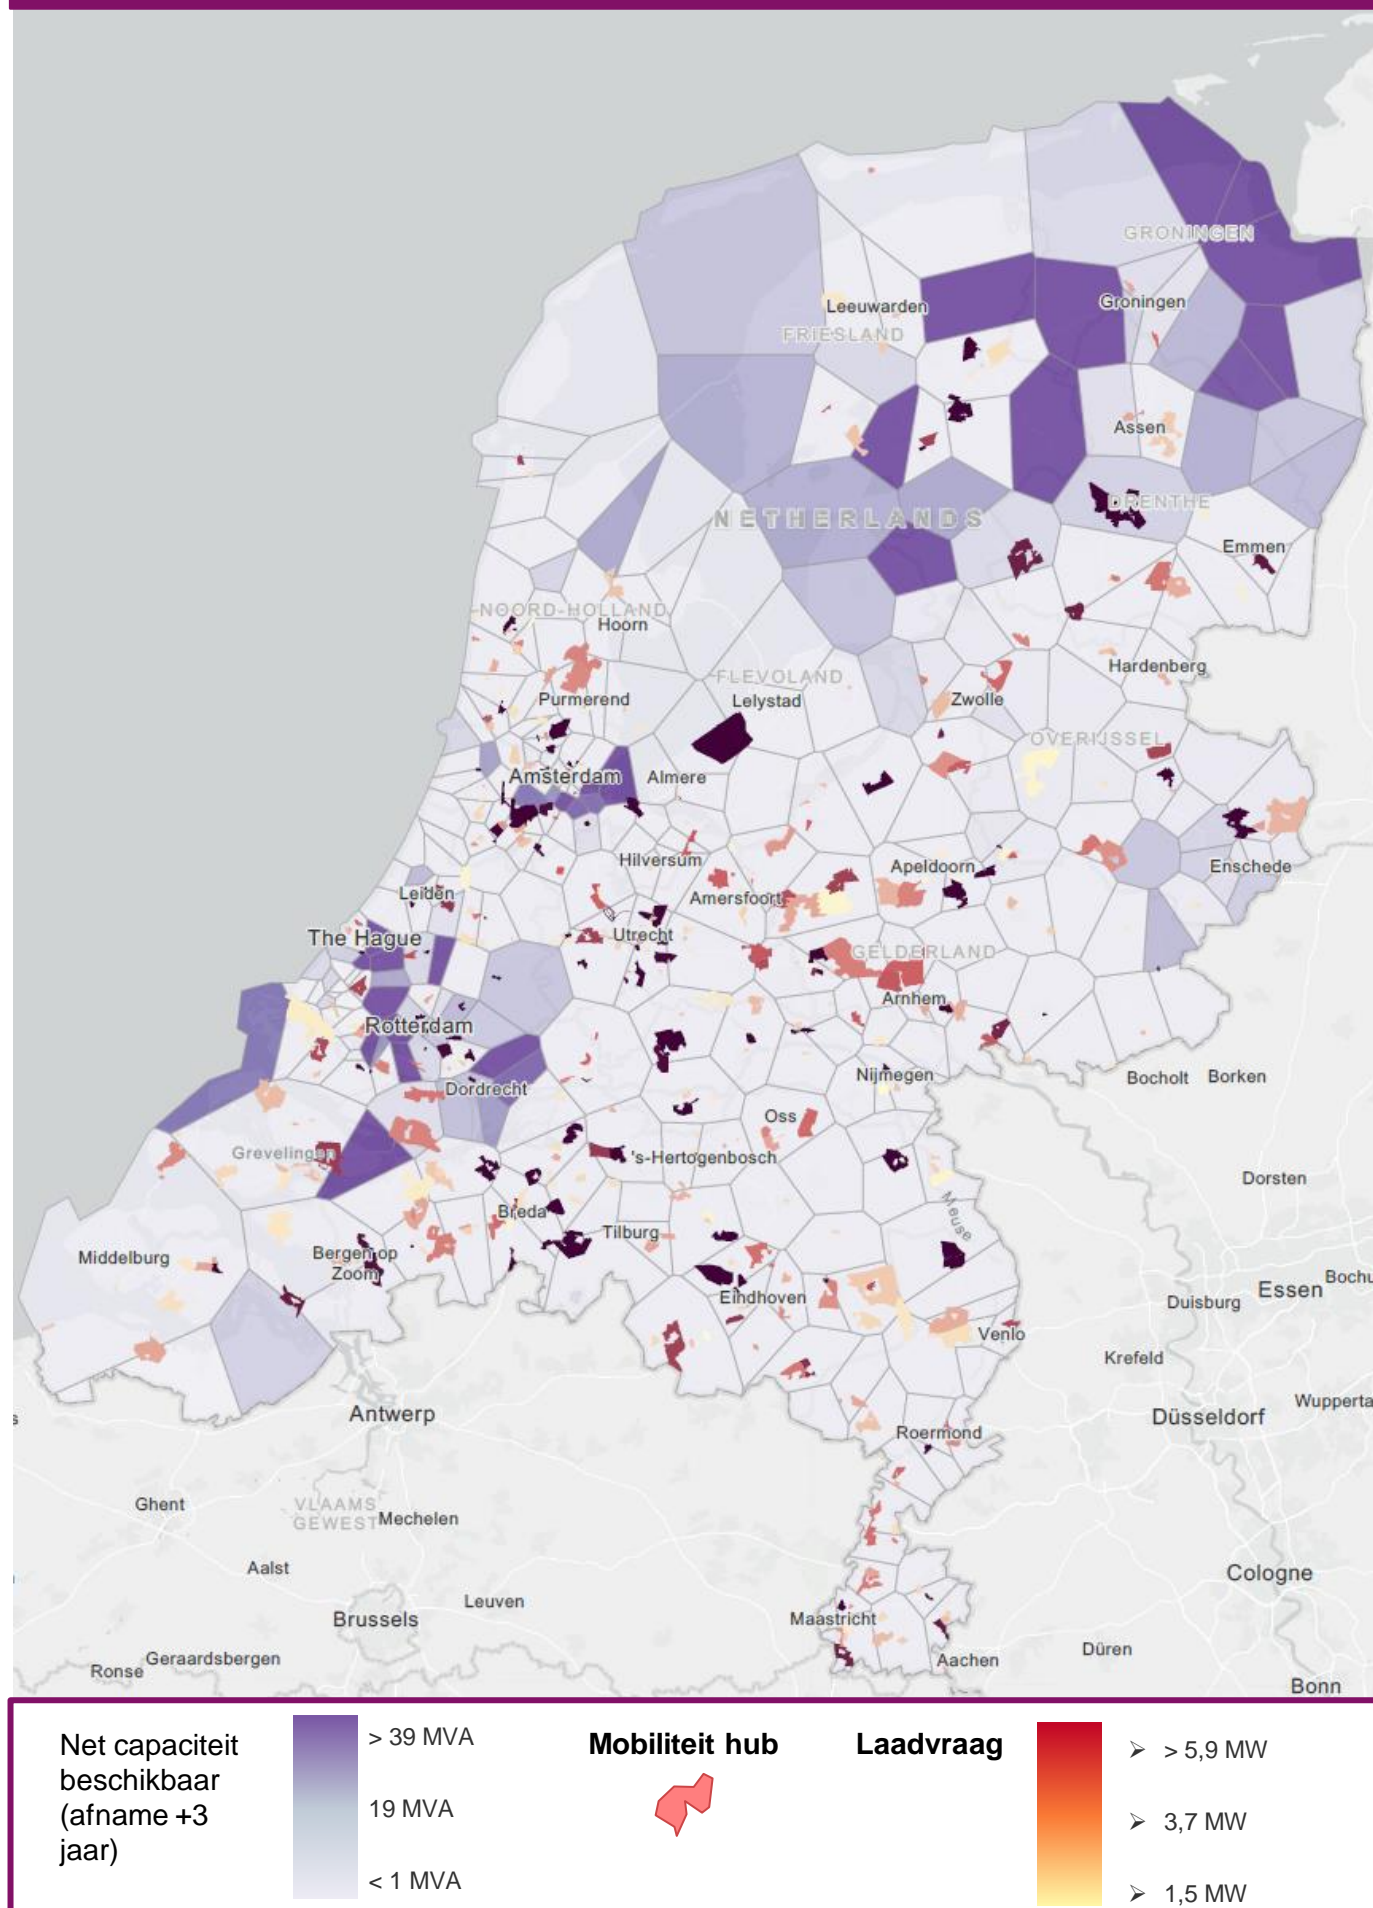 GRONINGEN
Leeuwarden
Groningen
FRIESLAND
Assen
DRENTHE
NETHERLANDS
Emmen
NOORD-HOLLAND
Hoorn
Hardenberg
FLEVOLAND
Purmerend
Lelystad
Zwolle
OVERIJSSEL
Amsterdam
Almere
Hilversum
Apeldoorn
Enschede
Leiden
Amersfoort
The Hague
Utrecht
GELDERLAND
Arnhem
Rotterdam
Nijmegen
Bocholt
Borken
Dordrecht
Oss
Grevelingen
's-Hertogenbosch
Dorsten
Meuse
Breda
Tilburg
Middelburg
Bergen op
Zoom
Eindhoven
Essen
Bochu
Duisburg
Venlo
Krefeld
Antwerp
Wupperta
Düsseldorf
Roermond
s
Ghent
VLAAMS
GEWEST
Mechelen
Aalst
Cologne
Leuven
Brussels
Maastricht
Düren
Geraardsbergen
Ronse
Aachen
Bonn
Net capaciteit
beschikbaar
(afname +3
jaar)
> 39 MVA
19 MVA
< 1 MVA
Mobiliteit hub
Laadvraag
➢ > 5,9 MW
➢ 3,7 MW
➢ 1,5 MW